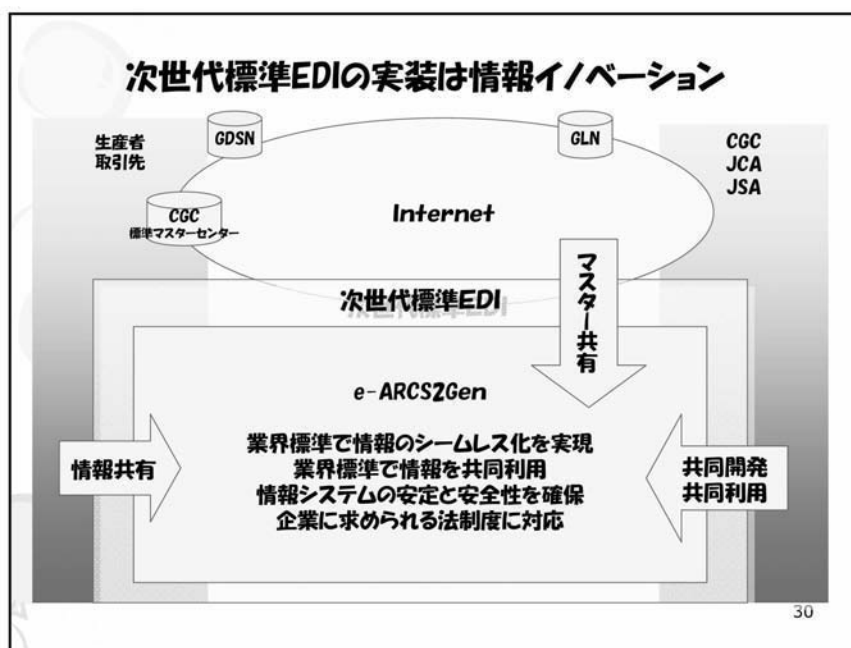 次世代標準EDIの実装は情報イノベーション
生産者
取引先
GDSN
GLN
CGC
JCA
JSA
CGC
標準マスターセンター
Internet
マスター共有
次世代標準EDI
e-ARCS2Gen
業界標準で情報のシームレス化を実現
業界標準で情報を共同利用
情報システムの安定と安全性を確保
企業に求められる法制度に対応
情報共有
共同開発
共同利用
30